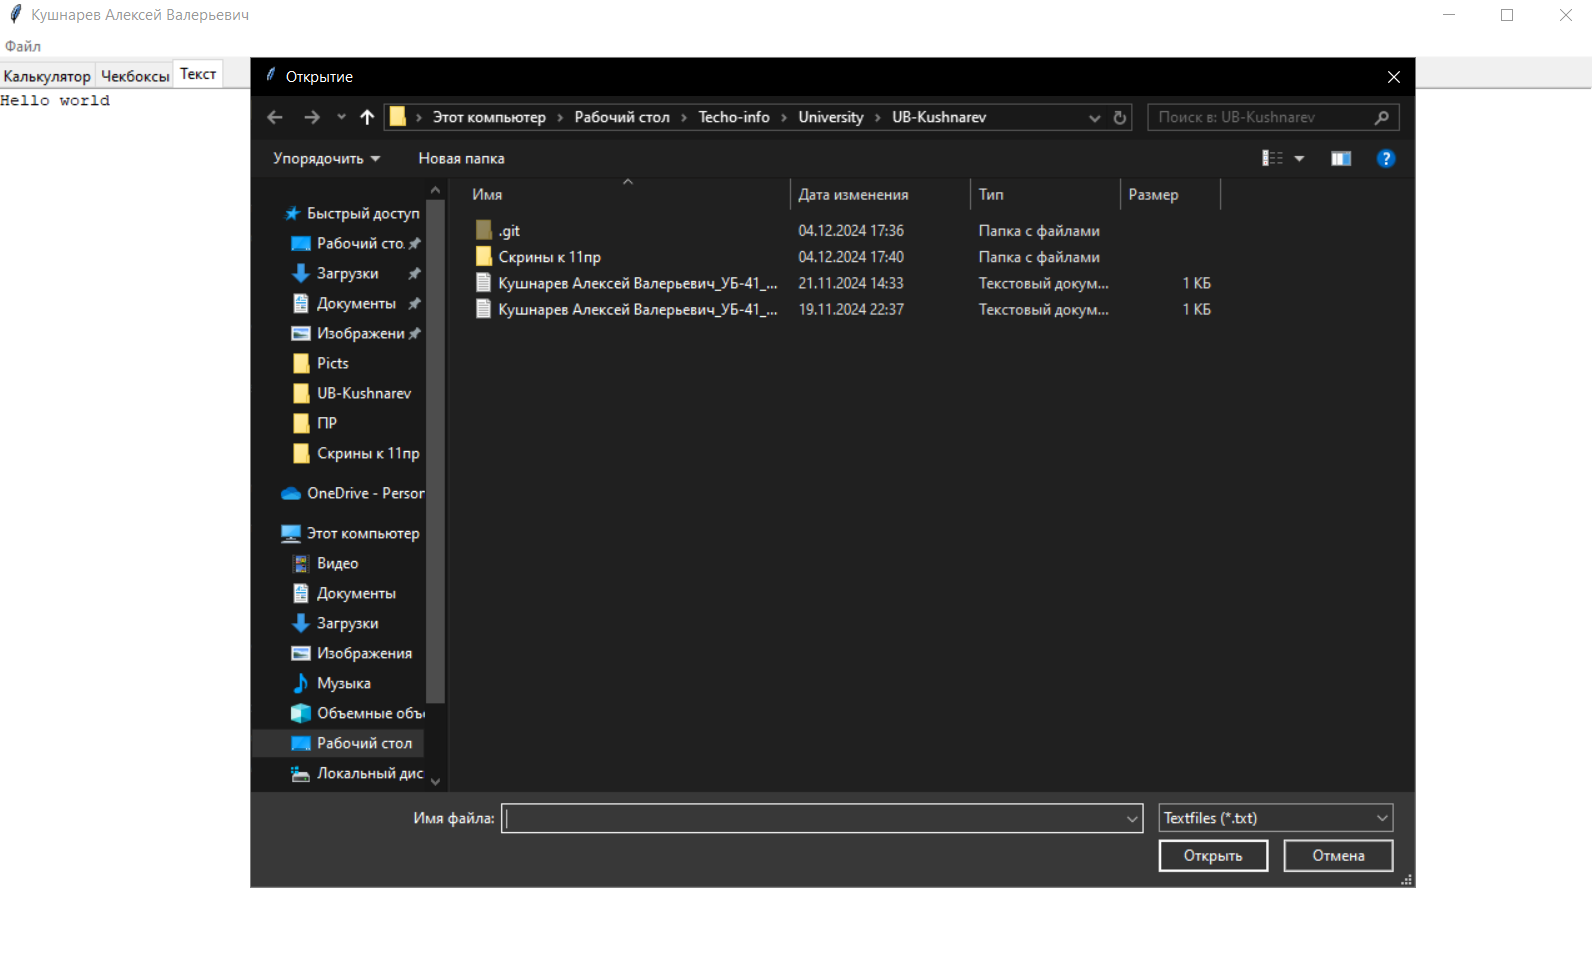 Кушнарев Алексей Валерьевич
Файл
Калькулятор Чекбоксы Текст
Hello world
Открытие
Этот компьютер › Рабочий стол › Techo-info › University › UB-Kushnarev
Поиск в: UB-Kushnarev
Упорядочить Новая папка
Быстрый доступ
Рабочий сто
Загрузки
Документы
Изображени
Picts
UB-Kushnarev
ПР
Скрины к 11пр
OneDrive - Person
Этот компьютер
Видео
Документы
Загрузки
Изображения
Музыка
Объемные объ
Рабочий стол
Локальный дис
Имя Дата изменения Тип Размер
.git 04.12.2024 17:36 Папка с файлами
Скрины к 11пр 04.12.2024 17:40 Папка с файлами
Кушнарев Алексей Валерьевич_УБ-41_... 21.11.2024 14:33 Текстовый докум... 1 КБ
Кушнарев Алексей Валерьевич_УБ-41_... 19.11.2024 22:37 Текстовый докум... 1 КБ
Имя файла:
Textfiles (*.txt)
Открыть Отмена